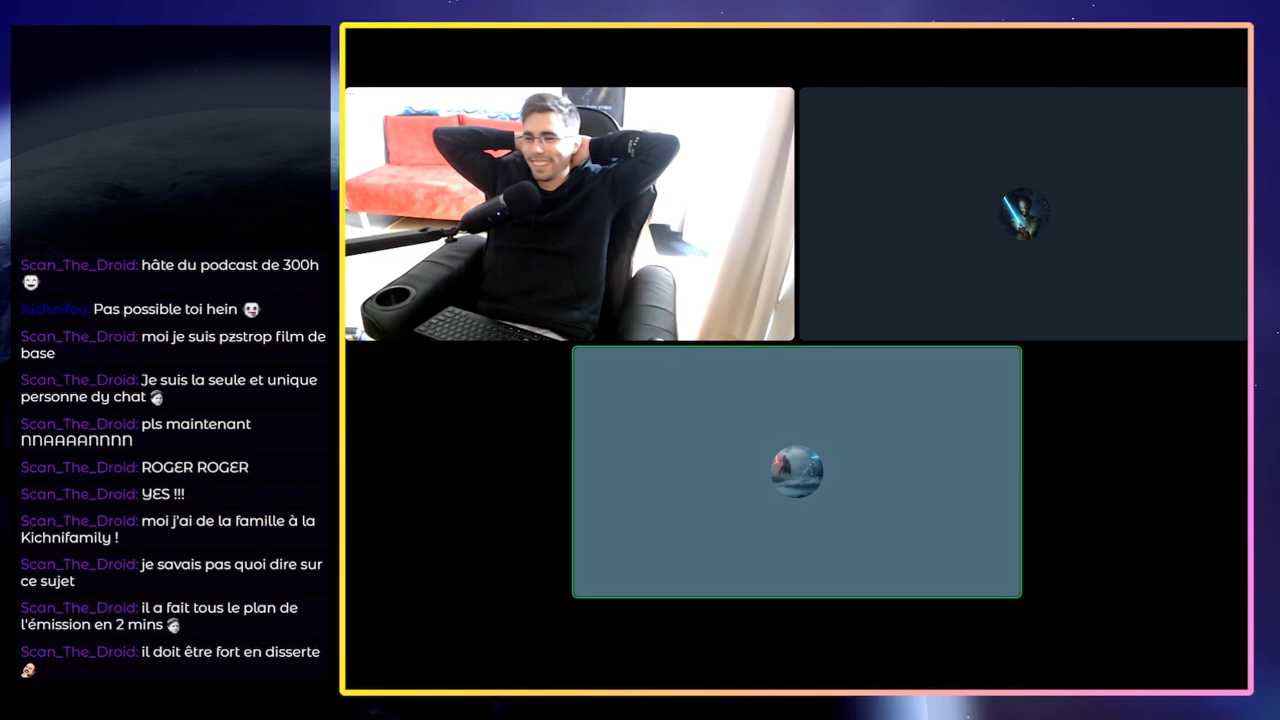 Scan_The_Droid: hâte du podcast de 300h
Kichnifou: Pas possible toi hein
Scan_The_Droid: moi je suis pzstrop film de
base
Scan_The_Droid: Je suis la seule et unique
personne dy chat
Scan_The_Droid: pls maintenant
nnAAAAnnnn
Scan_The_Droid: ROGER ROGER
Scan_The_Droid: YES !!!
Scan_The_Droid: moi j'ai de la famille à la
Kichnifamily !
Scan_The_Droid: je savais pas quoi dire sur
ce sujet
Scan_The_Droid: il a fait tous le plan de
l'émission en 2 mins
Scan_The_Droid: il doit être fort en disserte